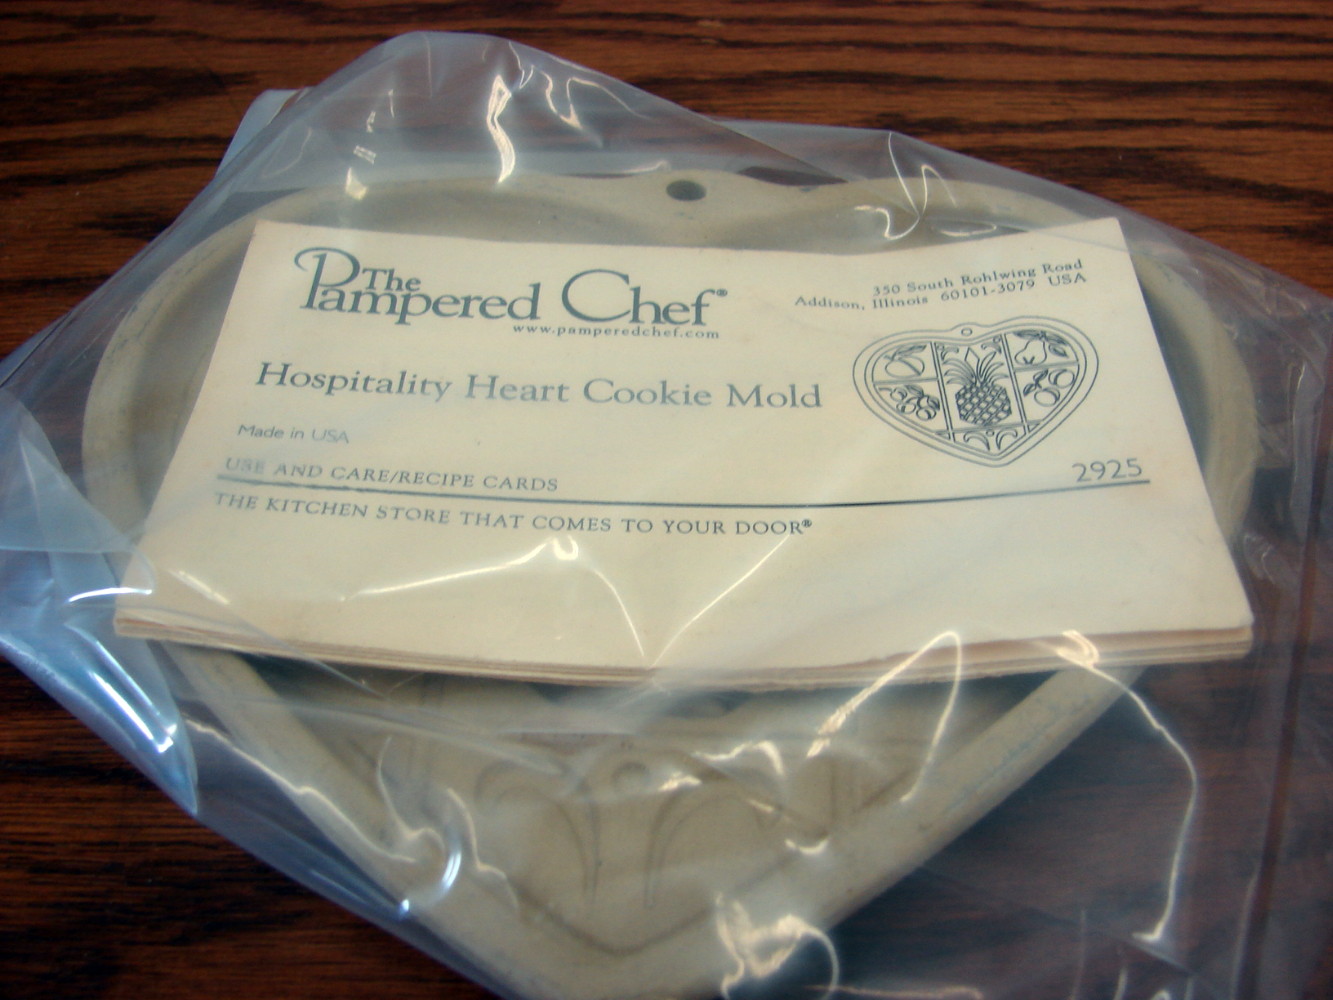 The Pampered Chef®
www.pamperedchef.com
350 South Rohlwing Road
Addison, Illinois 60101-3079 USA
Hospitality Heart Cookie Mold
Made in USA
USE AND CARE/RECIPE CARDS
2925
THE KITCHEN STORE THAT COMES TO YOUR DOOR®